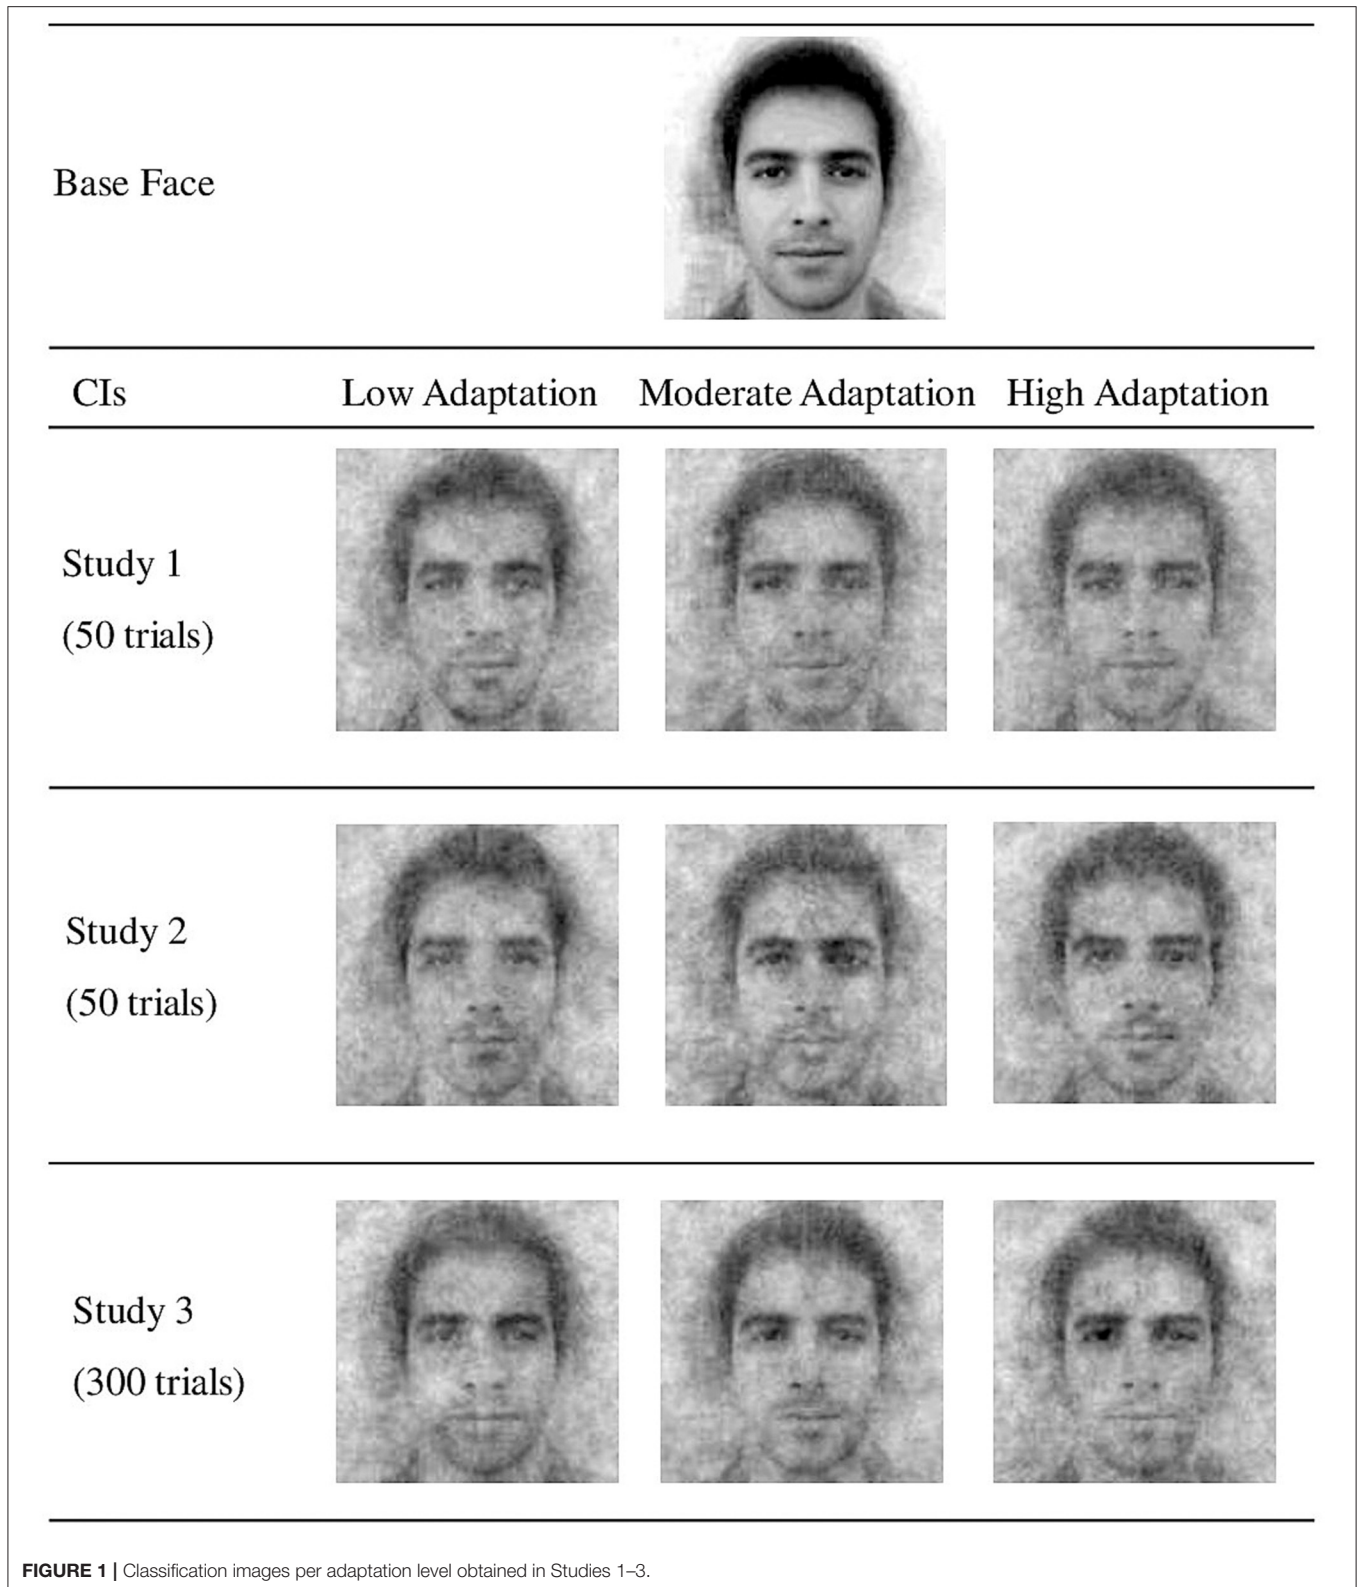 Base Face
CIs Low Adaptation Moderate Adaptation High Adaptation
Study 1
(50 trials)
Study 2
(50 trials)
Study 3
(300 trials)
FIGURE 1 | Classification images per adaptation level obtained in Studies 1–3.